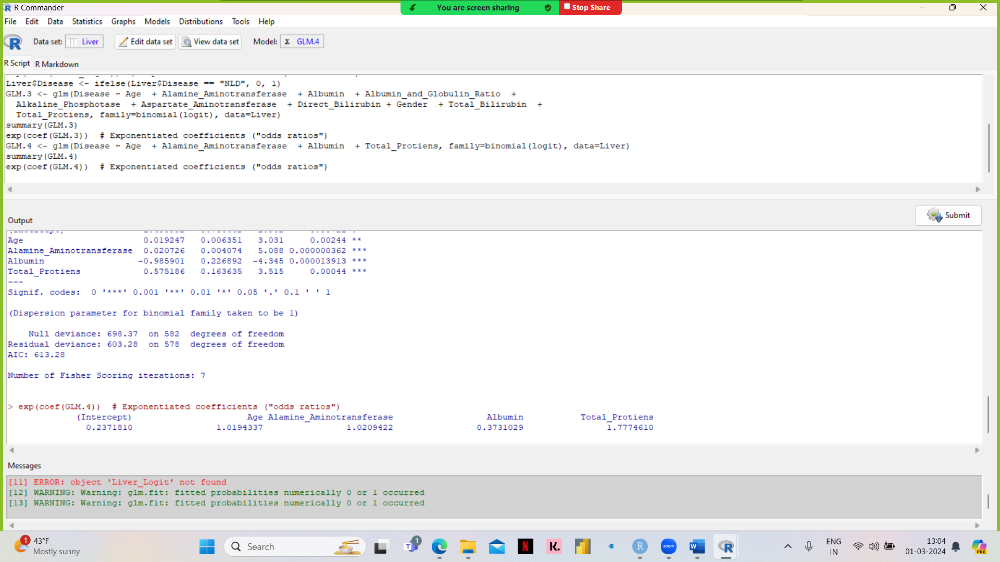 R Commander
You are screen sharing
Stop Share
File Edit Data Statistics Graphs Models Distributions Tools Help
Data set: Liver Edit data set View data set Model: Σ GLM.4
R Script R Markdown
Liver$Disease <- ifelse(Liver$Disease == "NLD", 0, 1)
GLM.3 <- glm(Disease ~ Age  + Alamine_Aminotransferase  + Albumin  + Albumin_and_Globulin_Ratio  +
  Alkaline_Phosphotase  + Aspartate_Aminotransferase  + Direct_Bilirubin + Gender  + Total_Bilirubin  +
  Total_Protiens, family=binomial(logit), data=Liver)
summary(GLM.3)
exp(coef(GLM.3))  # Exponentiated coefficients ("odds ratios")
GLM.4 <- glm(Disease ~ Age  + Alamine_Aminotransferase  + Albumin  + Total_Protiens, family=binomial(logit), data=Liver)
summary(GLM.4)
exp(coef(GLM.4))  # Exponentiated coefficients ("odds ratios")
Submit
Output
Age                       0.019247   0.006351   3.031     0.00244 **
Alamine_Aminotransferase  0.020726   0.004074   5.088 0.000000362 ***
Albumin                  -0.985901   0.226892  -4.345 0.000013913 ***
Total_Protiens            0.575186   0.163635   3.515     0.00044 ***
---
Signif. codes:  0 '***' 0.001 '**' 0.01 '*' 0.05 '.' 0.1 ' ' 1
(Dispersion parameter for binomial family taken to be 1)
    Null deviance: 698.37  on 582  degrees of freedom
Residual deviance: 603.28  on 578  degrees of freedom
AIC: 613.28
Number of Fisher Scoring iterations: 7
> exp(coef(GLM.4))  # Exponentiated coefficients ("odds ratios")
             (Intercept)                      Age Alamine_Aminotransferase                  Albumin           Total_Protiens
               0.2371810                1.0194337                1.0209422                0.3731029                1.7774610
Messages
[11] ERROR: object 'Liver_Logit' not found
[12] WARNING: Warning: glm.fit: fitted probabilities numerically 0 or 1 occurred
[13] WARNING: Warning: glm.fit: fitted probabilities numerically 0 or 1 occurred
1
43°F
Mostly sunny
Search
1
T
N
K.
R
zoom
W
R
ENG
IN
13:04
01-03-2024
PRE